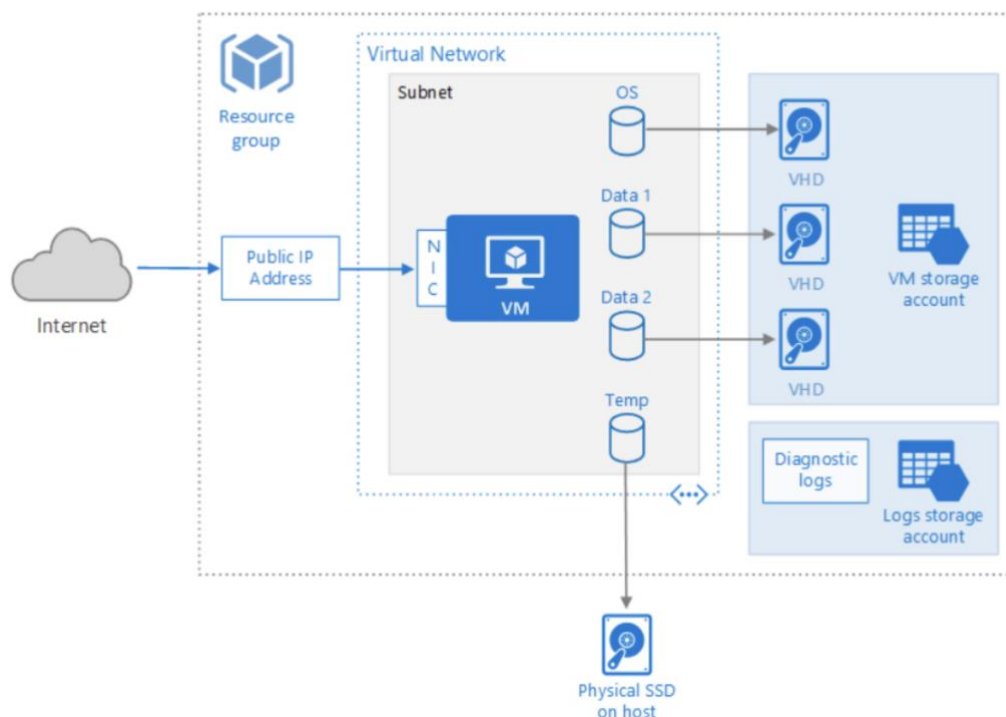 Virtual Network
Resource
group
Subnet
OS
VHD
Data 1
VHD
VM storage
account
Internet
Public IP
Address
N
I
C
VM
Data 2
VHD
Temp
Diagnostic
logs
Logs storage
account
Physical SSD
on host